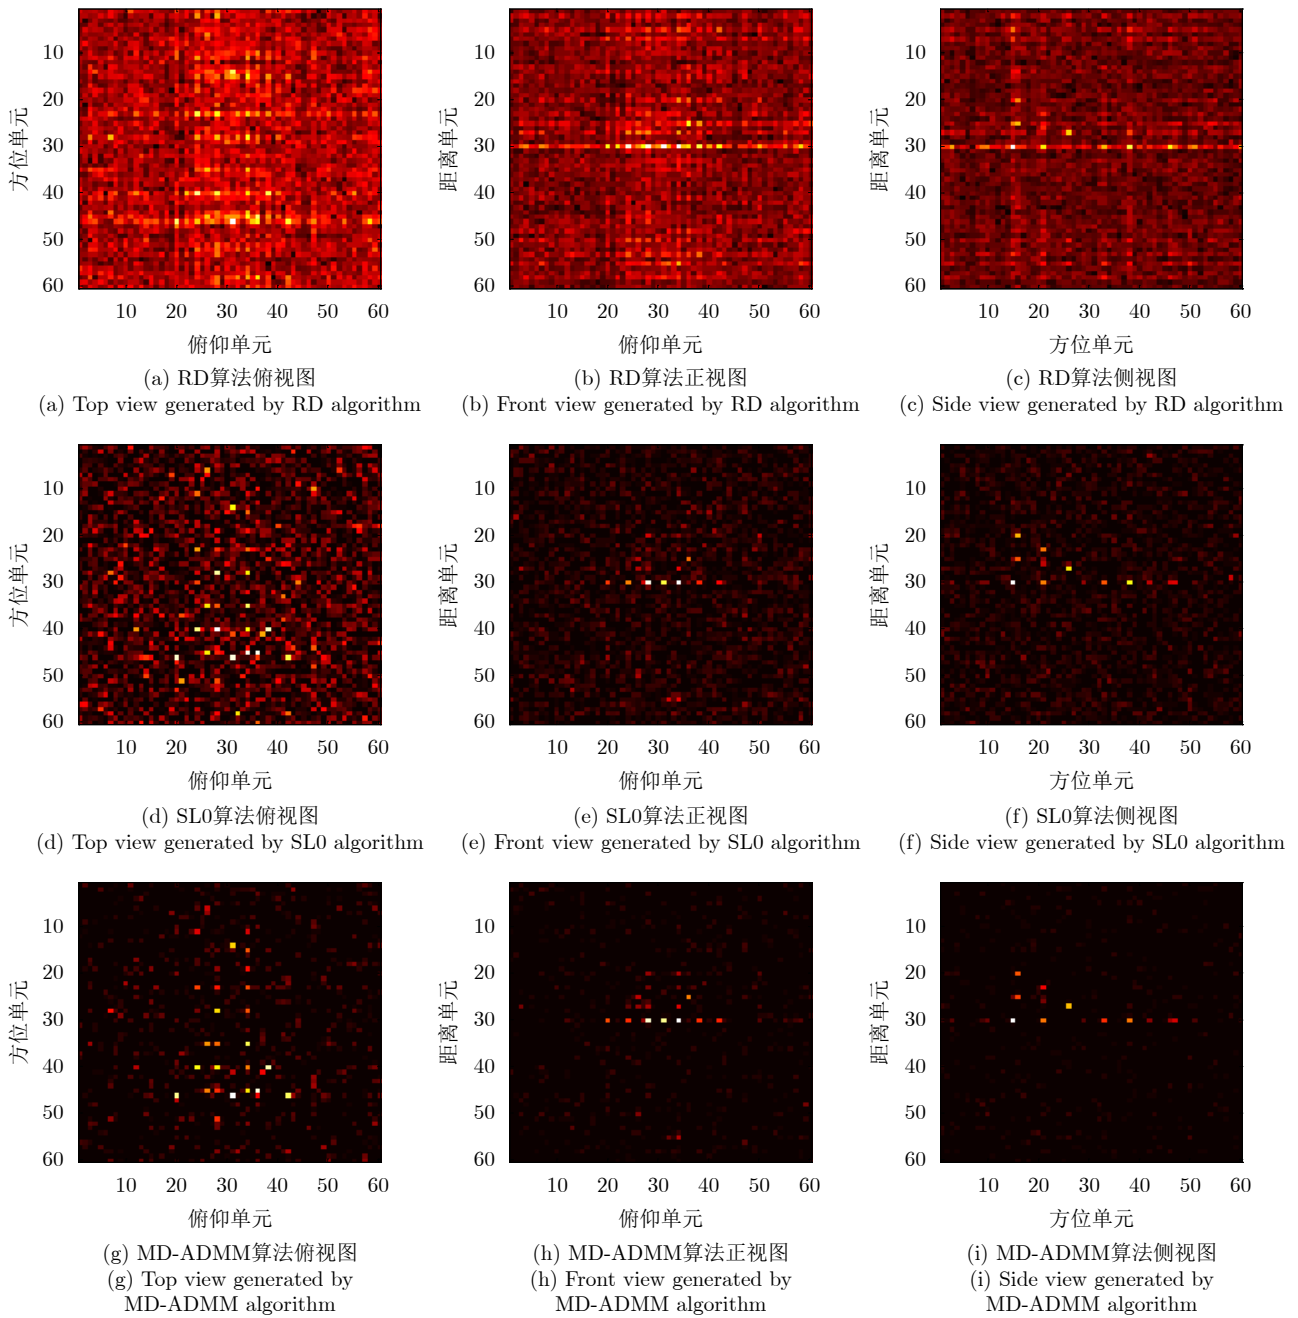 10
20
30
40
50
60
方位单元
10 20 30 40 50 60
俯仰单元
(a) RD算法俯视图
(a) Top view generated by RD algorithm
10
20
30
40
50
60
距离单元
10 20 30 40 50 60
俯仰单元
(b) RD算法正视图
(b) Front view generated by RD algorithm
10
20
30
40
50
60
距离单元
10 20 30 40 50 60
方位单元
(c) RD算法侧视图
(c) Side view generated by RD algorithm
10
20
30
40
50
60
方位单元
10 20 30 40 50 60
俯仰单元
(d) SL0算法俯视图
(d) Top view generated by SL0 algorithm
10
20
30
40
50
60
距离单元
10 20 30 40 50 60
俯仰单元
(e) SL0算法正视图
(e) Front view generated by SL0 algorithm
10
20
30
40
50
60
距离单元
10 20 30 40 50 60
方位单元
(f) SL0算法侧视图
(f) Side view generated by SL0 algorithm
10
20
30
40
50
60
方位单元
10 20 30 40 50 60
俯仰单元
(g) MD-ADMM算法俯视图
(g) Top view generated by
MD-ADMM algorithm
10
20
30
40
50
60
距离单元
10 20 30 40 50 60
俯仰单元
(h) MD-ADMM算法正视图
(h) Front view generated by
MD-ADMM algorithm
10
20
30
40
50
60
距离单元
10 20 30 40 50 60
方位单元
(i) MD-ADMM算法侧视图
(i) Side view generated by
MD-ADMM algorithm